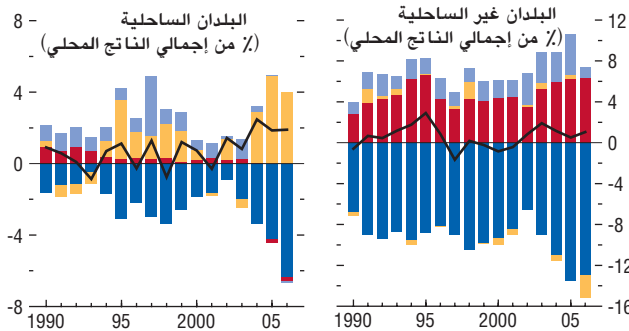 البلدان الساحلية
(٪ من إجمالي الناتج المحلي)
8
4
0
-4
-8
1990 95 2000 05
البلدان غير الساحلية
(٪ من إجمالي الناتج المحلي)
12
8
4
0
-4
-8
-12
-16
1990 95 2000 05